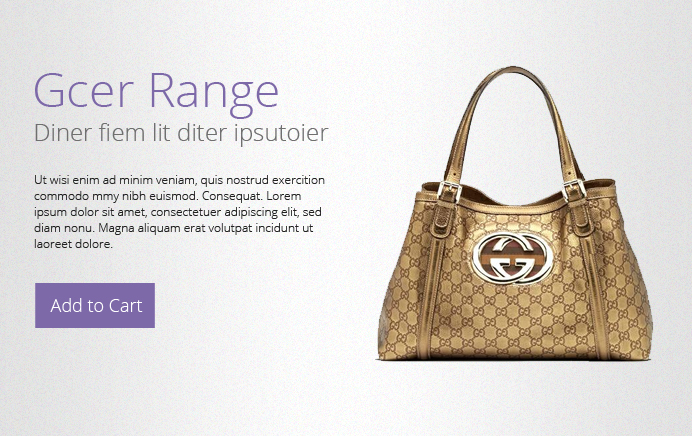 Gcer Range
Diner fiem lit diter ipsutoier
Ut wisi enim ad minim veniam, quis nostrud exercition
commodo mmy nibh euismod. Consequat. Lorem
ipsum dolor sit amet, consectetuer adipiscing elit, sed
diam nonu. Magna aliquam erat volutpat incidunt ut
laoreet dolore.
Add to Cart